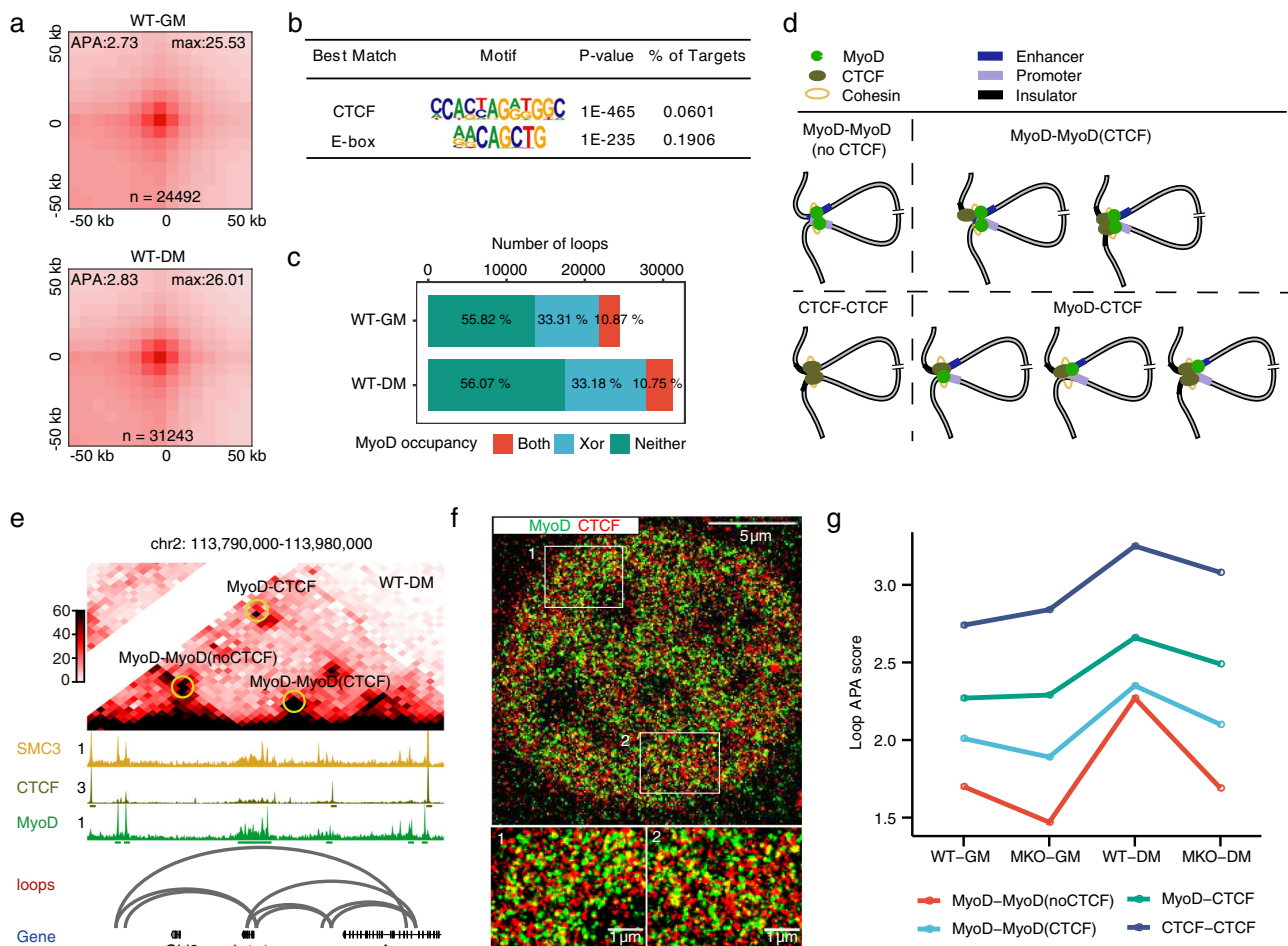 a
WT-GM
APA:2.73 max:25.53
50 kb
0
-50 kb
n = 24492
-50 kb 0 50 kb
WT-DM
APA:2.83 max:26.01
50 kb
0
-50 kb
n = 31243
-50 kb 0 50 kb
b
Best Match Motif P-value % of Targets
CTCF CCACTAGATGGC 1E-465 0.0601
E-box AACAGCTG 1E-235 0.1906
c
Number of loops
0 10000 20000 30000
WT-GM 55.82 % 33.31 % 10.87 %
WT-DM 56.07 % 33.18 % 10.75 %
MyoD occupancy Both Xor Neither
d
MyoD Enhancer
CTCF Promoter
Cohesin Insulator
MyoD-MyoD
(no CTCF)
MyoD-MyoD(CTCF)
CTCF-CTCF
MyoD-CTCF
e
chr2: 113,790,000-113,980,000
WT-DM
MyoD-CTCF
MyoD-MyoD(noCTCF)
MyoD-MyoD(CTCF)
60
40
20
0
SMC3 1
CTCF 3
MyoD 1
loops
Gene
f
MyoD CTCF
5μm
1
2
1
1μm
2
1μm
g
Loop APA score
3.0
2.5
2.0
1.5
WT–GM MKO–GM WT–DM MKO–DM
MyoD–MyoD(noCTCF) MyoD–CTCF
MyoD–MyoD(CTCF) CTCF–CTCF